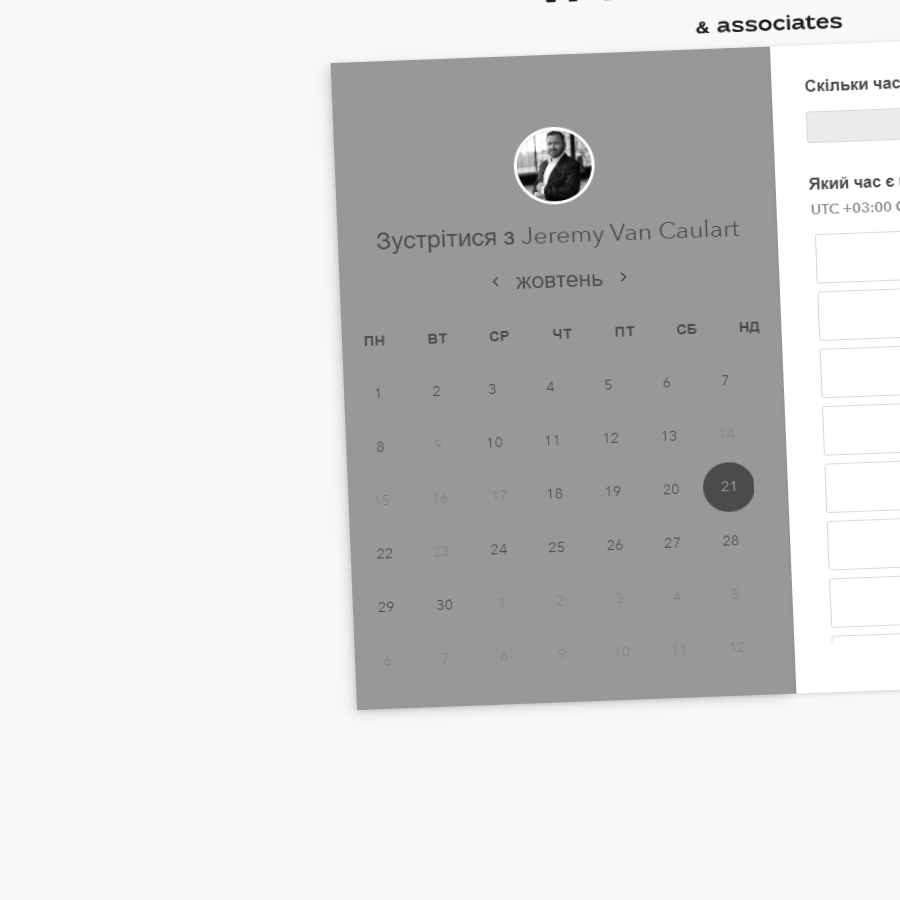 & associates
Зустрітися з Jeremy Van Caulart
жовтень
ПН ВТ СР ЧТ ПТ СБ НД
1 2 3 4 5 6 7
8 9 10 11 12 13 14
15 16 17 18 19 20 21
22 23 24 25 26 27 28
29 30 1 2 3 4 5
6 7 8 9 10 11 12
Скільки час
Який час є
UTC +03:00